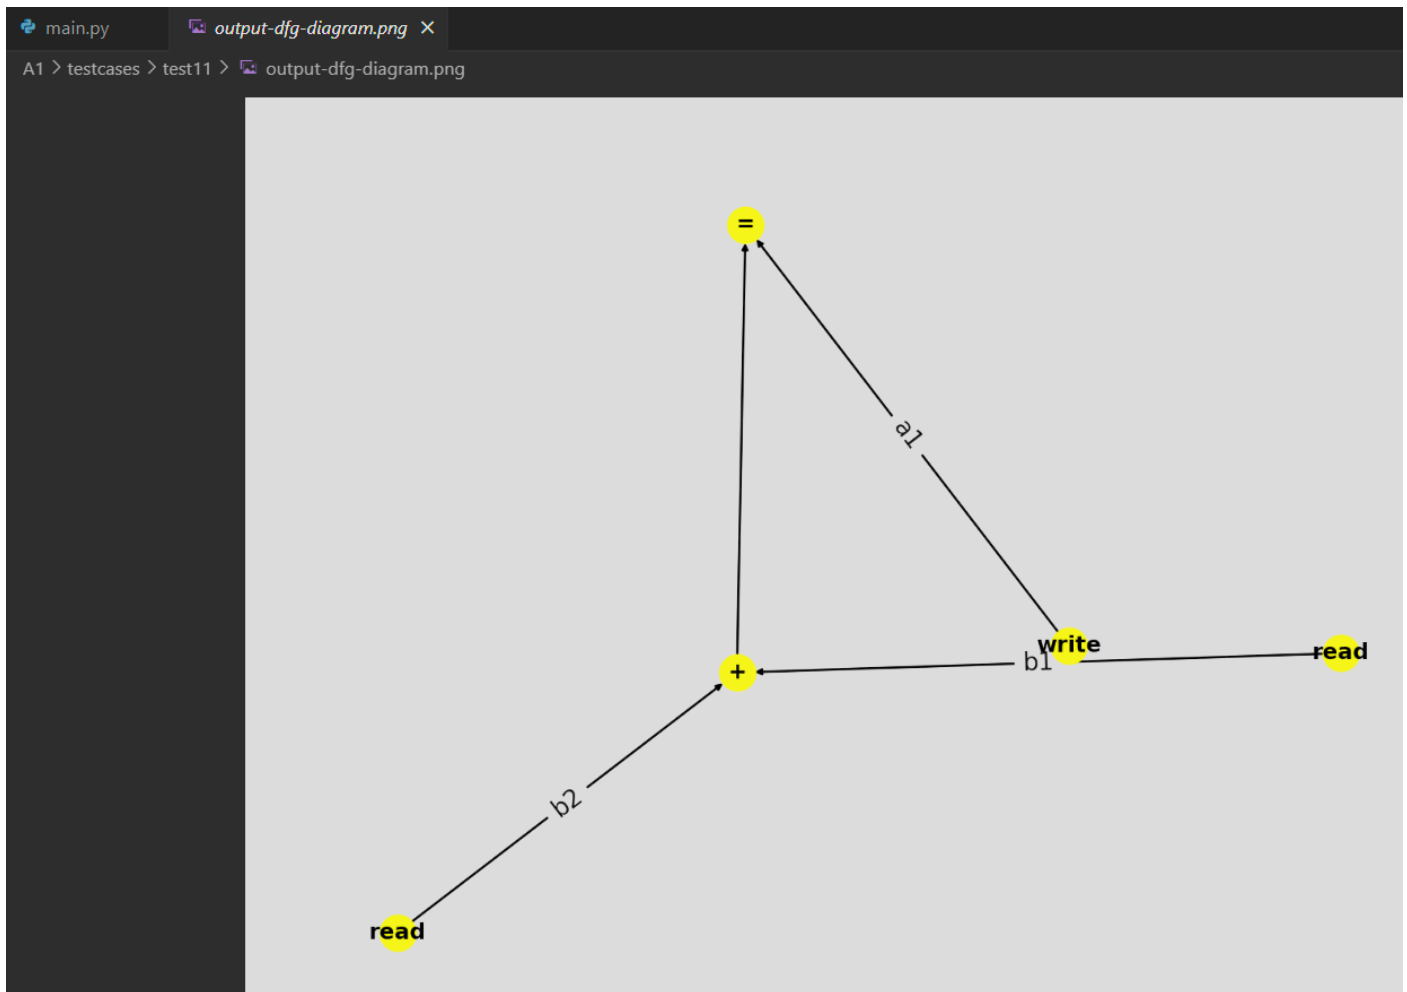 main.py
output-dfg-diagram.png
A1 > testcases > test11 > output-dfg-diagram.png
=
a1
write
b1
read
+
b2
read